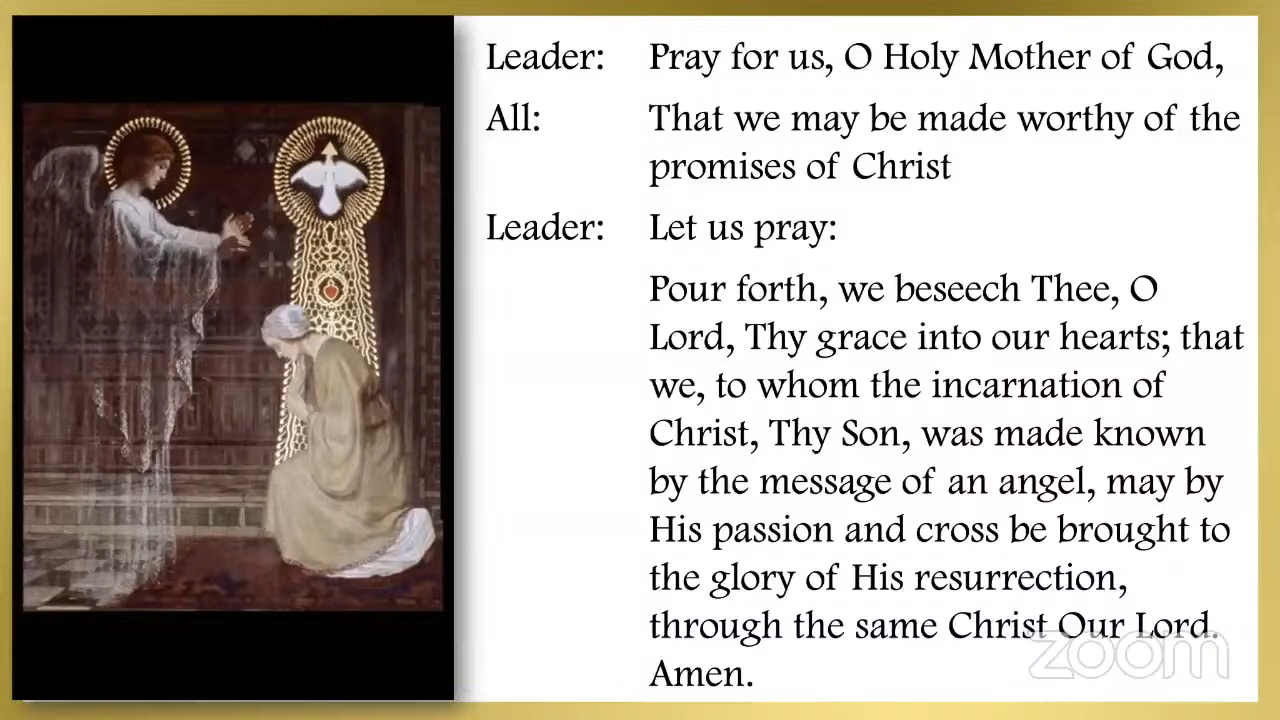 Leader: Pray for us, O Holy Mother of God,
All: That we may be made worthy of the
promises of Christ
Leader: Let us pray:
Pour forth, we beseech Thee, O
Lord, Thy grace into our hearts; that
we, to whom the incarnation of
Christ, Thy Son, was made known
by the message of an angel, may by
His passion and cross be brought to
the glory of His resurrection,
through the same Christ Our Lord.
Amen.
zoom